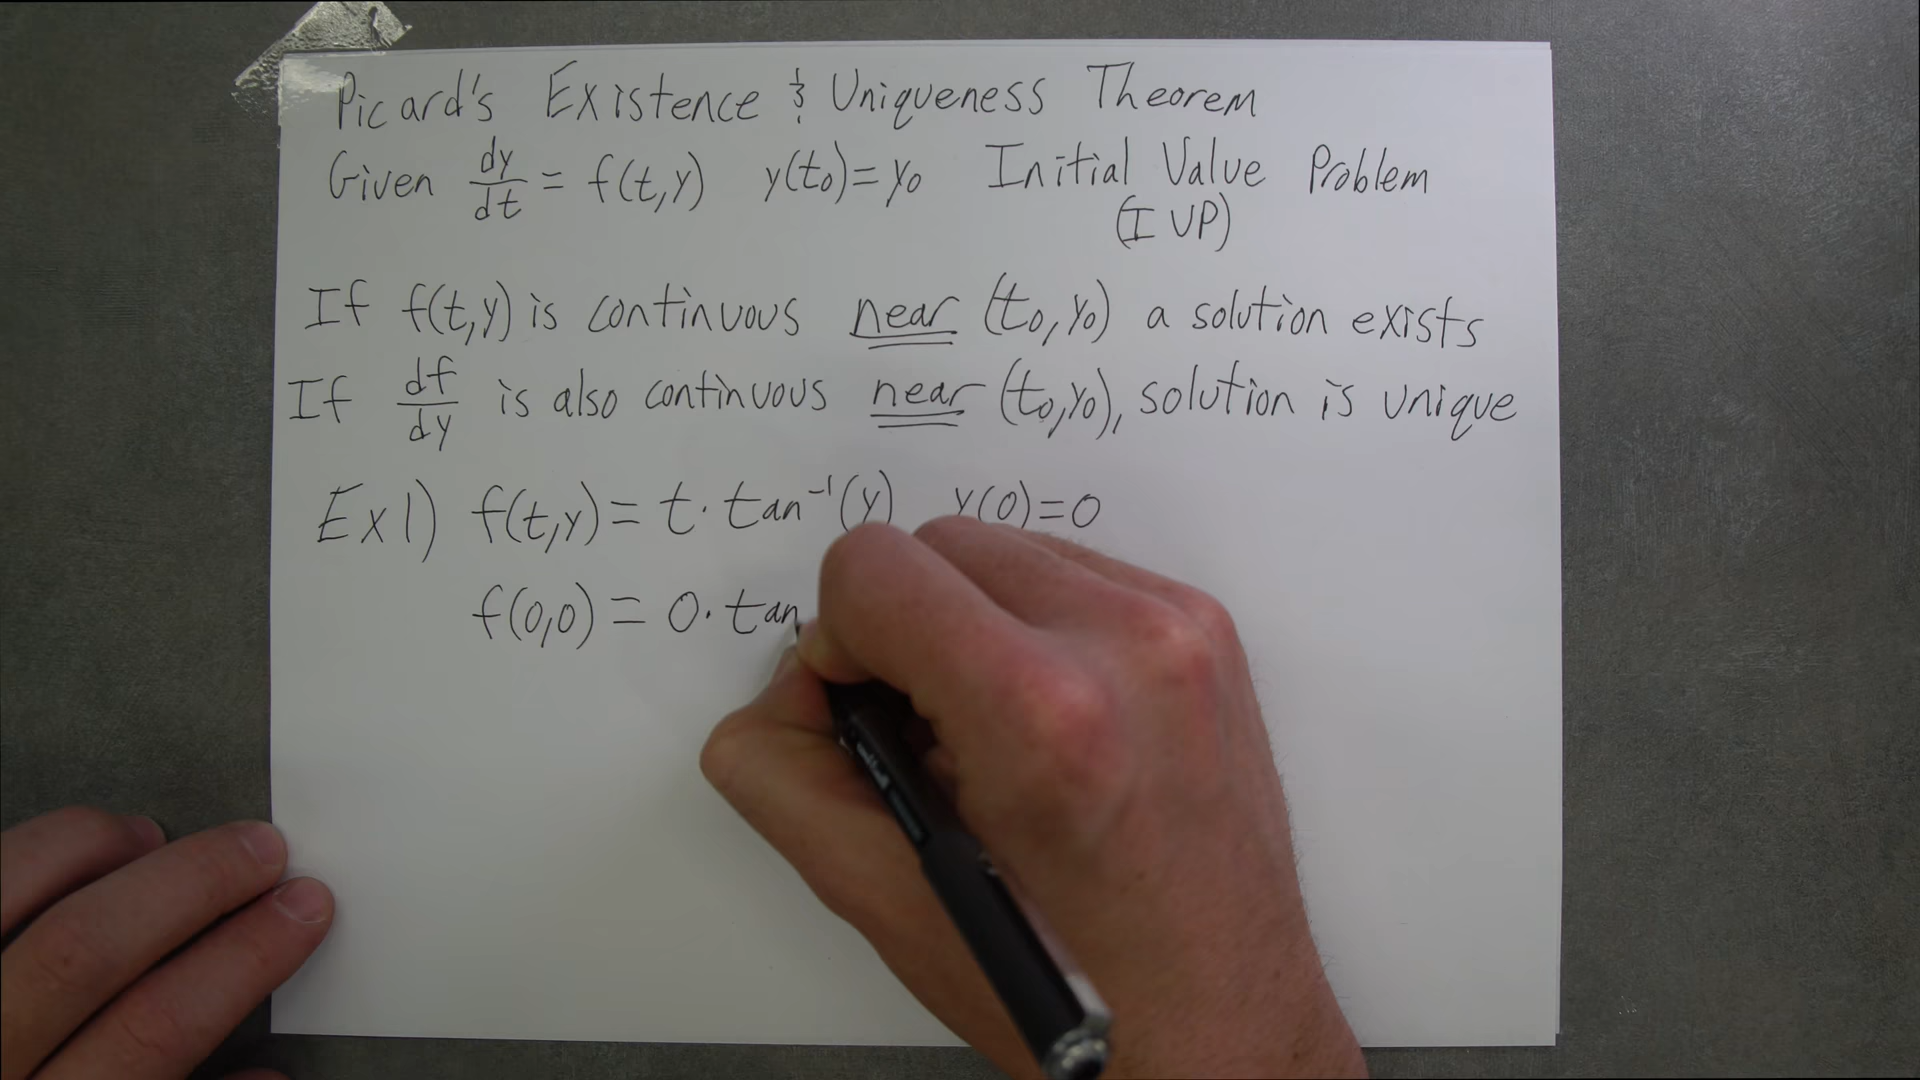 Picard's Existence & Uniqueness Theorem
Given dy/dt = f(t,y) y(t₀)=y₀ Initial Value Problem
(IVP)
If f(t,y) is continuous near (t₀,y₀) a solution exists
If df/dy is also continuous near (t₀,y₀), solution is unique
Ex1) f(t,y)= t·tan⁻¹(y) y(0)=0
f(0,0) = 0·tan